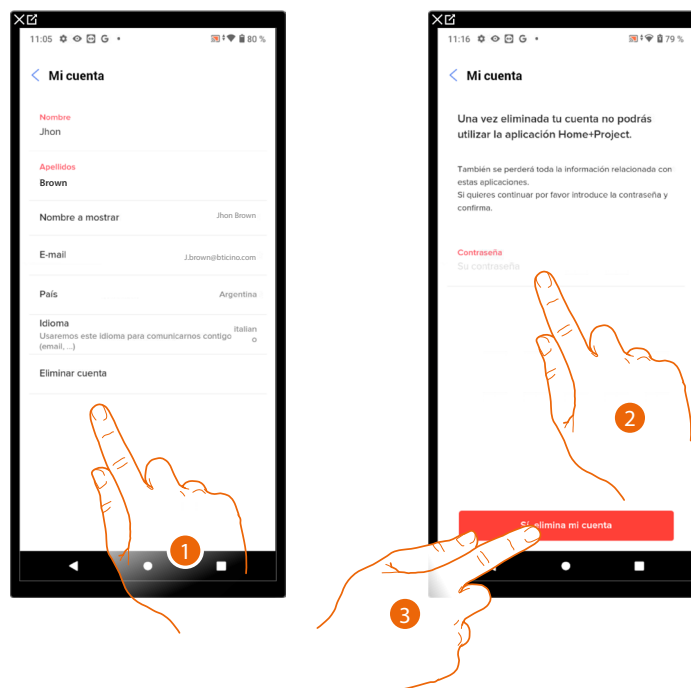 11:05 G
80 %
Mi cuenta
Nombre
Jhon
Apellidos
Brown
Nombre a mostrar Jhon Brown
E-mail J.brown@bticino.com
País Argentina
Idioma
Usaremos este Idioma para comunicarnos contigo
(email, ...)
italian
o
Eliminar cuenta
1
11:16 G
79 %
Mi cuenta
Una vez eliminada tu cuenta no podrás
utilizar la aplicación Home+Project.
También se perderá toda la información relacionada con
estas aplicaciones.
Si quieres continuar por favor introduce la contraseña y
confirma.
Contraseña
Su contraseña
2
Sí, elimina mi cuenta
3